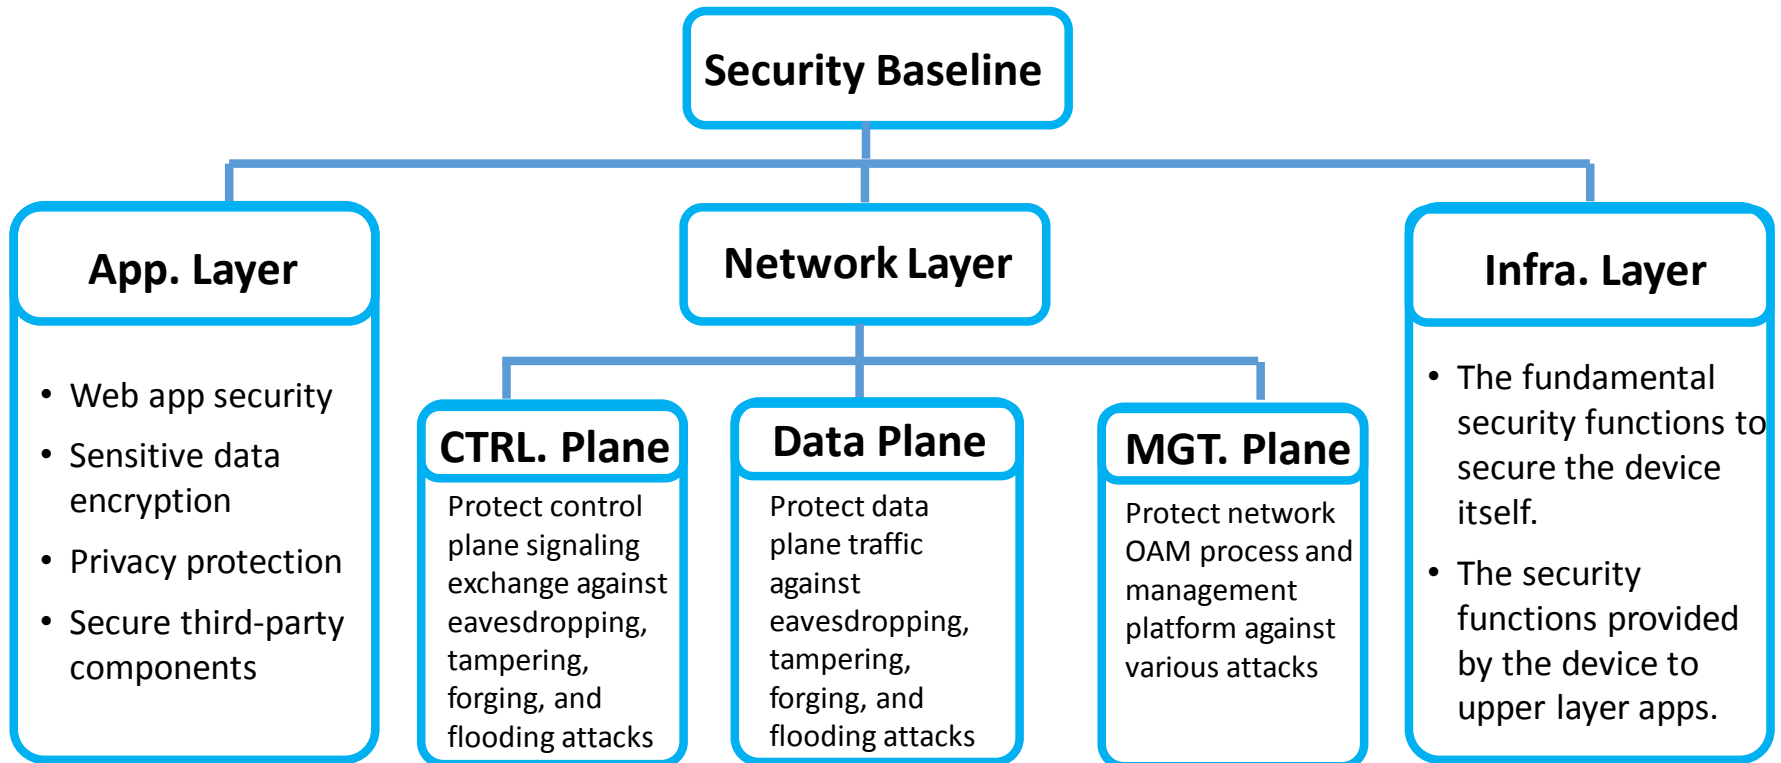 Security Baseline
App. Layer
• Web app security
• Sensitive data
encryption
• Privacy protection
• Secure third-party
components
Network Layer
CTRL. Plane
Protect control
plane signaling
exchange against
eavesdropping,
tampering,
forging, and
flooding attacks
Data Plane
Protect data
plane traffic
against
eavesdropping,
tampering,
forging, and
flooding attacks
MGT. Plane
Protect network
OAM process and
management
platform against
various attacks
Infra. Layer
• The fundamental
security functions to
secure the device
itself.
• The security
functions provided
by the device to
upper layer apps.